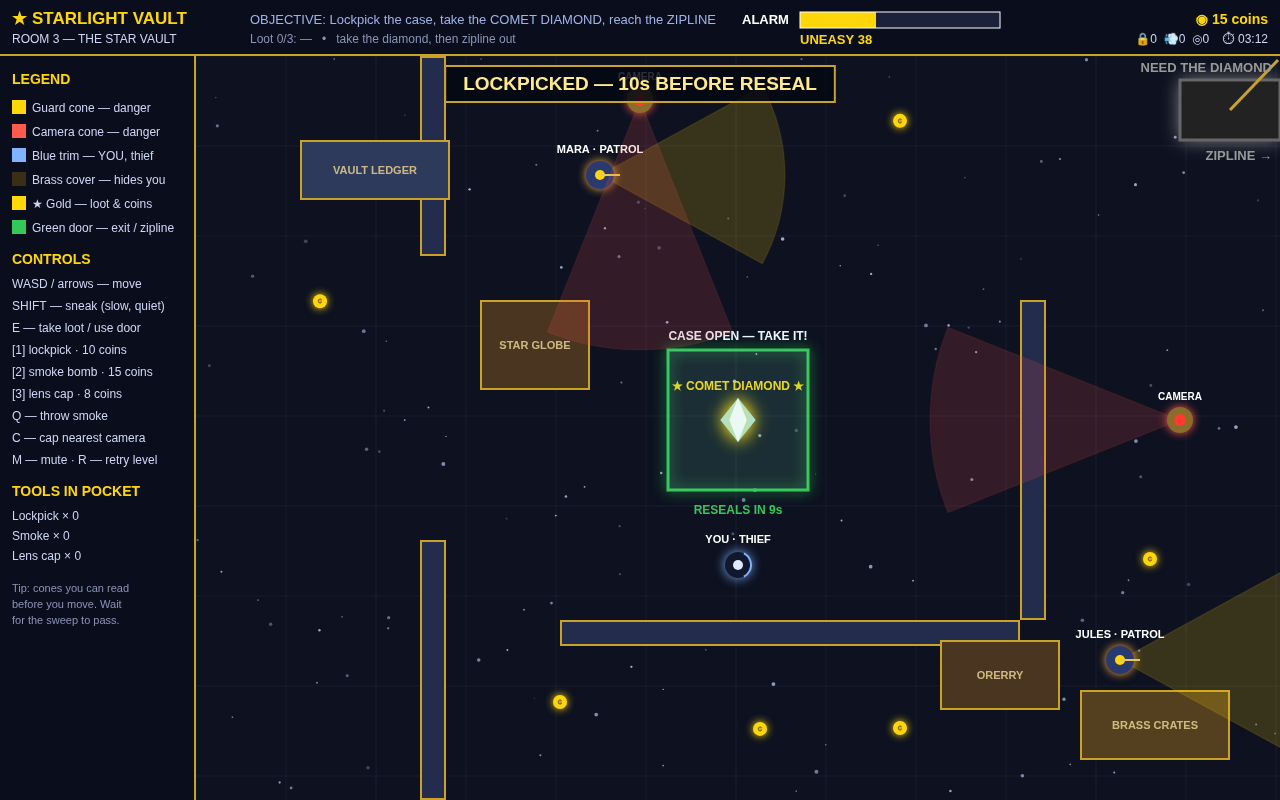 ★ STARLIGHT VAULT
ROOM 3 — THE STAR VAULT
OBJECTIVE: Lockpick the case, take the COMET DIAMOND, reach the ZIPLINE
Loot 0/3: — • take the diamond, then zipline out
ALARM
UNEASY 38
◉ 15 coins
🔒0 💨0 ◎0 ⏱ 03:12
LEGEND
Guard cone — danger
Camera cone — danger
Blue trim — YOU, thief
Brass cover — hides you
★ Gold — loot & coins
Green door — exit / zipline
CONTROLS
WASD / arrows — move
SHIFT — sneak (slow, quiet)
E — take loot / use door
[1] lockpick · 10 coins
[2] smoke bomb · 15 coins
[3] lens cap · 8 coins
Q — throw smoke
C — cap nearest camera
M — mute · R — retry level
TOOLS IN POCKET
Lockpick × 0
Smoke × 0
Lens cap × 0
Tip: cones you can read
before you move. Wait
for the sweep to pass.
CAMERA
LOCKPICKED — 10s BEFORE RESEAL
NEED THE DIAMOND
ZIPLINE →
MARA · PATROL
VAULT LEDGER
STAR GLOBE
CASE OPEN — TAKE IT!
★ COMET DIAMOND ★
RESEALS IN 9s
CAMERA
YOU · THIEF
JULES · PATROL
ORERRY
BRASS CRATES